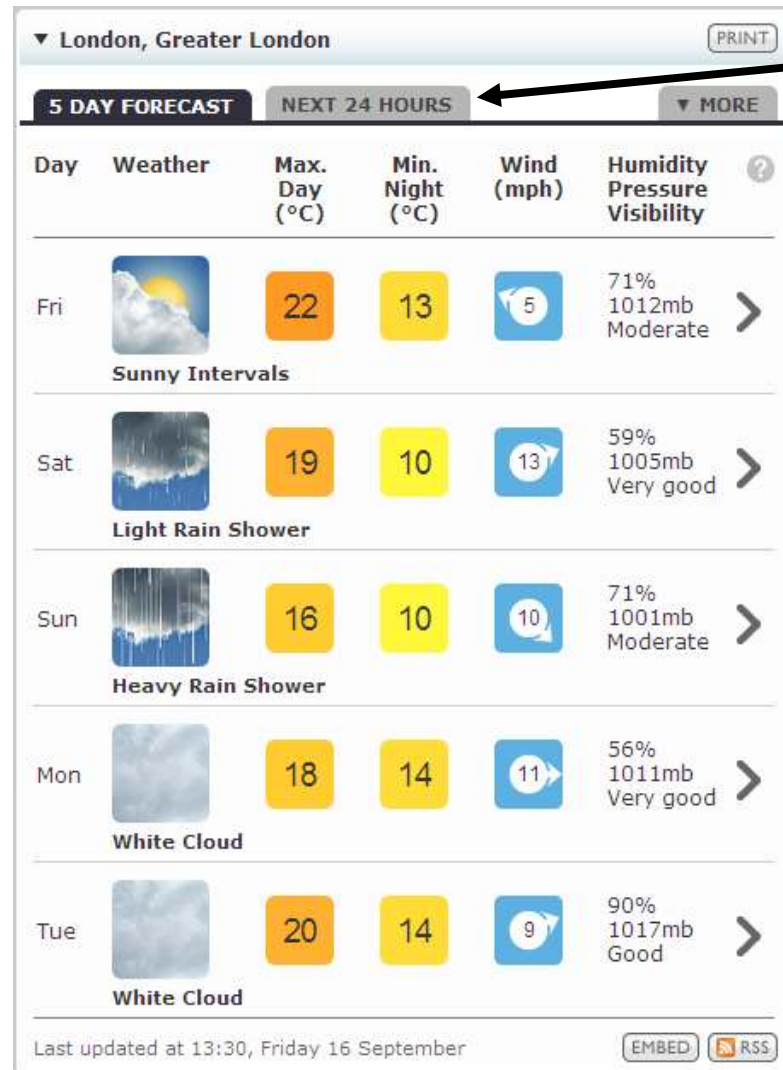 ▼ London, Greater London PRINT
5 DAY FORECAST NEXT 24 HOURS ▼ MORE
Day Weather Max. Day (°C) Min. Night (°C) Wind (mph) Humidity Pressure Visibility ?
Fri 22 13 5 71% 1012mb Moderate
Sunny Intervals
Sat 19 10 13 59% 1005mb Very good
Light Rain Shower
Sun 16 10 10 71% 1001mb Moderate
Heavy Rain Shower
Mon 18 14 11 56% 1011mb Very good
White Cloud
Tue 20 14 9 90% 1017mb Good
White Cloud
Last updated at 13:30, Friday 16 September EMBED RSS